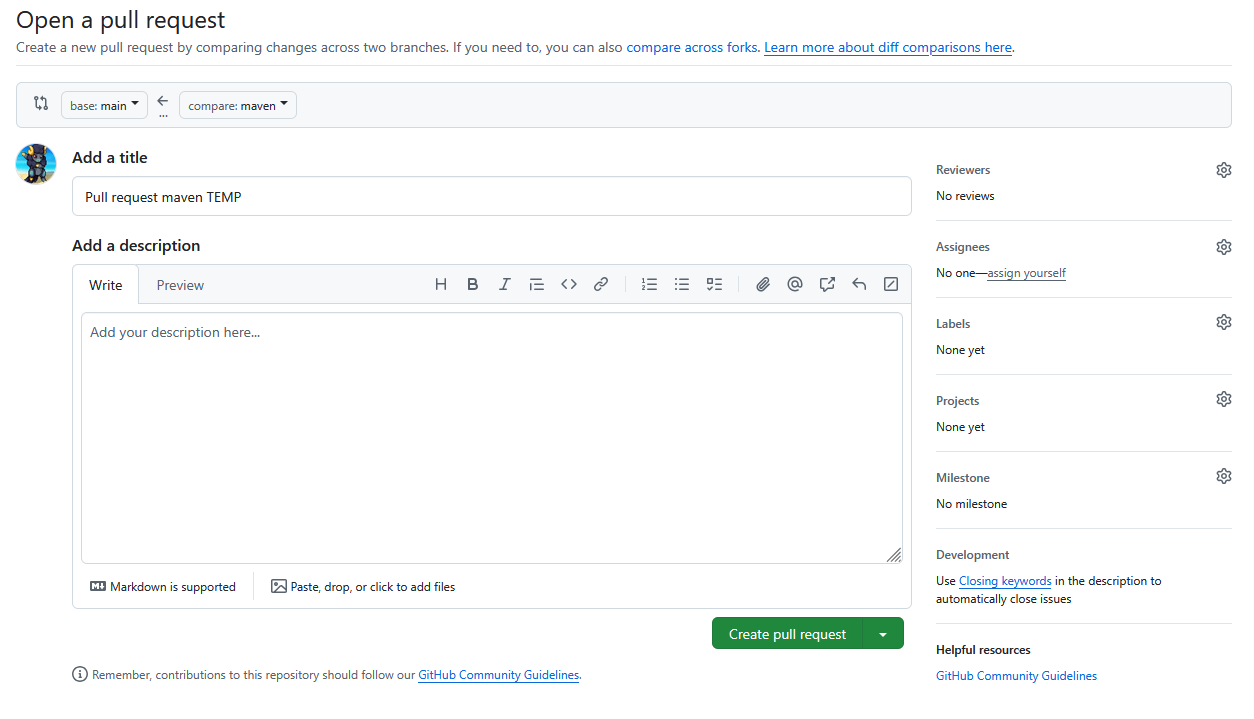 Open a pull request
Create a new pull request by comparing changes across two branches. If you need to, you can also compare across forks. Learn more about diff comparisons here.
base: main
...
compare: maven
Add a title
Pull request maven TEMP
Add a description
Write
Preview
Add your description here...
Markdown is supported
Paste, drop, or click to add files
Create pull request
Remember, contributions to this repository should follow our GitHub Community Guidelines.
Reviewers
No reviews
Assignees
No one—assign yourself
Labels
None yet
Projects
None yet
Milestone
No milestone
Development
Use Closing keywords in the description to
automatically close issues
Helpful resources
GitHub Community Guidelines